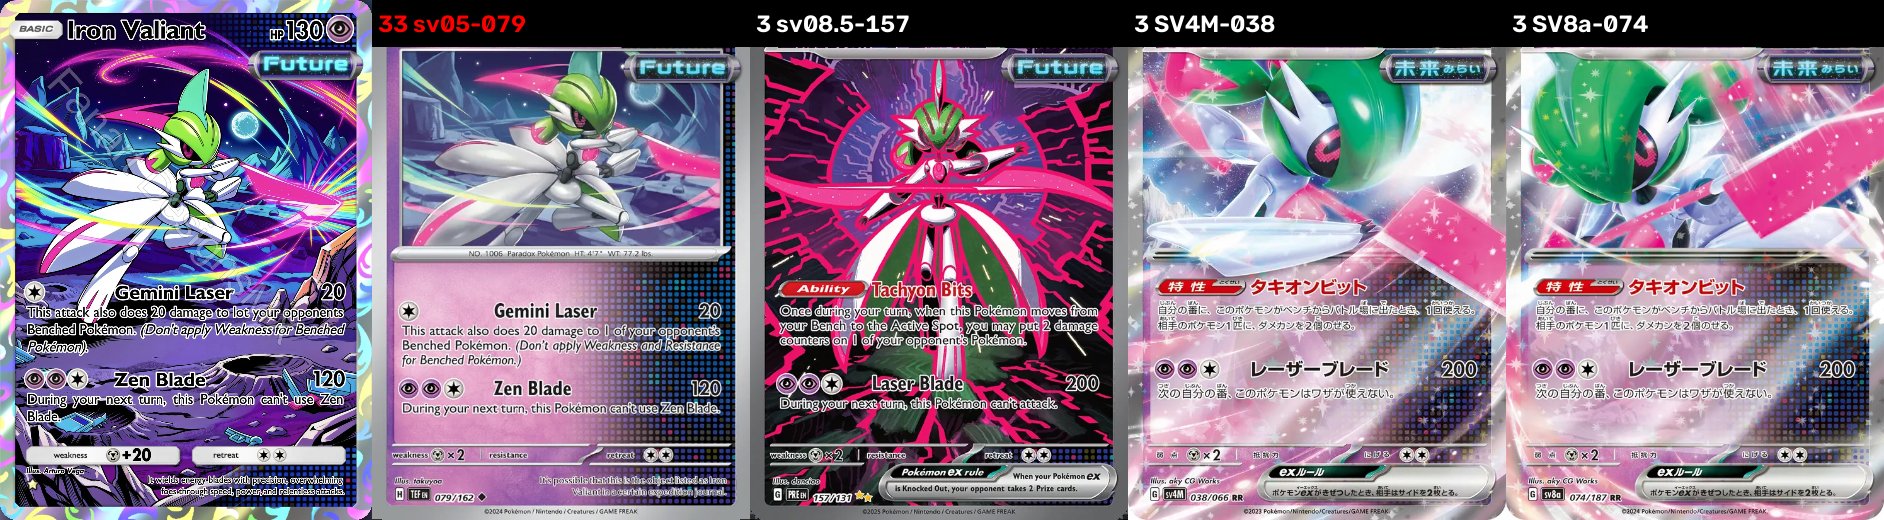 BASIC Iron Valiant HP 130
Future
Gemini Laser 20
This attack also does 20 damage to 1ot your opponents
Benched Pokémon. (Don't apply Weakness for Benched
Pokémon).
Zen Blade 120
During your next turn, this Pokémon can't use Zen
Blade.
weakness +20 retreat
Illus. Arturo Vega
It wields energy blades with precision, overwhelming
foes through speed, power, and relentless attacks.
33 sv05-079
Future
NO. 1006 Paradox Pokémon HT: 4'7" WT: 77.2 lbs.
Gemini Laser 20
This attack also does 20 damage to 1 of your opponent's
Benched Pokémon. (Don't apply Weakness and Resistance
for Benched Pokémon.)
Zen Blade 120
During your next turn, this Pokémon can't use Zen Blade.
weakness ×2 resistance retreat
Illus. takuyoa
It's possible that this is the object listed as Iron
Valiant in a certain expedition journal.
H TEF EN 079/162
©2024 Pokémon / Nintendo / Creatures / GAME FREAK
3 sv08.5-157
Future
Ability Tachyon Bits
Once during your turn, when this Pokémon moves from
your Bench to the Active Spot, you may put 2 damage
counters on 1 of your opponent's Pokémon.
Laser Blade 200
During your next turn, this Pokémon can't attack.
weakness ×2 resistance retreat
Illus. danciao
Pokémon ex rule When your Pokémon ex
is Knocked Out, your opponent takes 2 Prize cards.
G PRE EN 157/131
©2025 Pokémon / Nintendo / Creatures / GAME FREAK
3 SV4M-038
未来 みらい
特性 タキオンビット
自分の番に、このポケモンがベンチからバトル場に出たとき、1回使える。
相手のポケモン1匹に、ダメカンを2個のせる。
レーザーブレード 200
次の自分の番、このポケモンはワザが使えない。
弱点 ×2 抵抗力 にげる
Illus. aky CG Works
exルール
ポケモンexがきぜつしたとき、相手はサイドを2枚とる。
G sv4M 038/066 RR
©2023 Pokémon/Nintendo/Creatures/GAME FREAK
3 SV8a-074
未来 みらい
特性 タキオンビット
自分の番に、このポケモンがベンチからバトル場に出たとき、1回使える。
相手のポケモン1匹に、ダメカンを2個のせる。
レーザーブレード 200
次の自分の番、このポケモンはワザが使えない。
弱点 ×2 抵抗力 にげる
Illus. aky CG Works
exルール
ポケモンexがきぜつしたとき、相手はサイドを2枚とる。
G sv8a 074/187 RR
©2024 Pokémon/Nintendo/Creatures/GAME FREAK